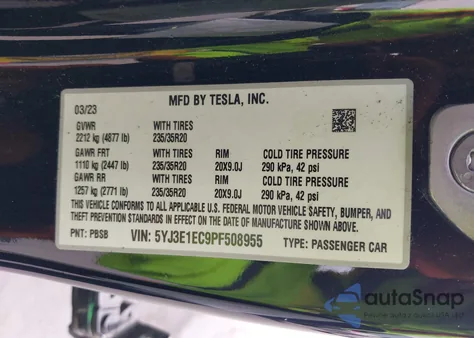 MFD BY TESLA, INC.
03/23
GVWR WITH TIRES
2212 kg (4877 lb) 235/35R20
GAWR FRT WITH TIRES RIM COLD TIRE PRESSURE
1110 kg (2447 lb) 235/35R20 20X9.0J 290 kPa, 42 psi
GAWR RR WITH TIRES RIM COLD TIRE PRESSURE
1257 kg (2771 lb) 235/35R20 20X9.0J 290 kPa, 42 psi
THIS VEHICLE CONFORMS TO ALL APPLICABLE U.S. FEDERAL MOTOR VEHICLE SAFETY, BUMPER, AND
THEFT PREVENTION STANDARDS IN EFFECT ON THE DATE OF MANUFACTURE SHOWN ABOVE.
PNT: PBSB VIN: 5YJ3E1EC9PF508955 TYPE: PASSENGER CAR
autoSnap